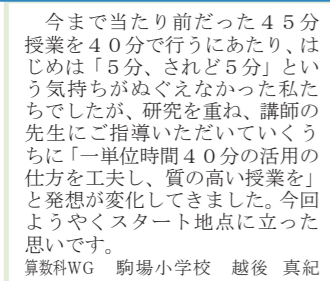 今まで当たり前だった４５分
授業を４０分で行うにあたり、は
じめは「５分、されど５分」とい
う気持ちがぬぐえなかった私た
ちでしたが、研究を重ね、講師の
先生にご指導いただいていくう
ちに「一単位時間４０分の活用の
仕方を工夫し、質の高い授業を」
と発想が変化してきました。今回
ようやくスタート地点に立った
思いです。
算数科WG　駒場小学校　越後　真紀